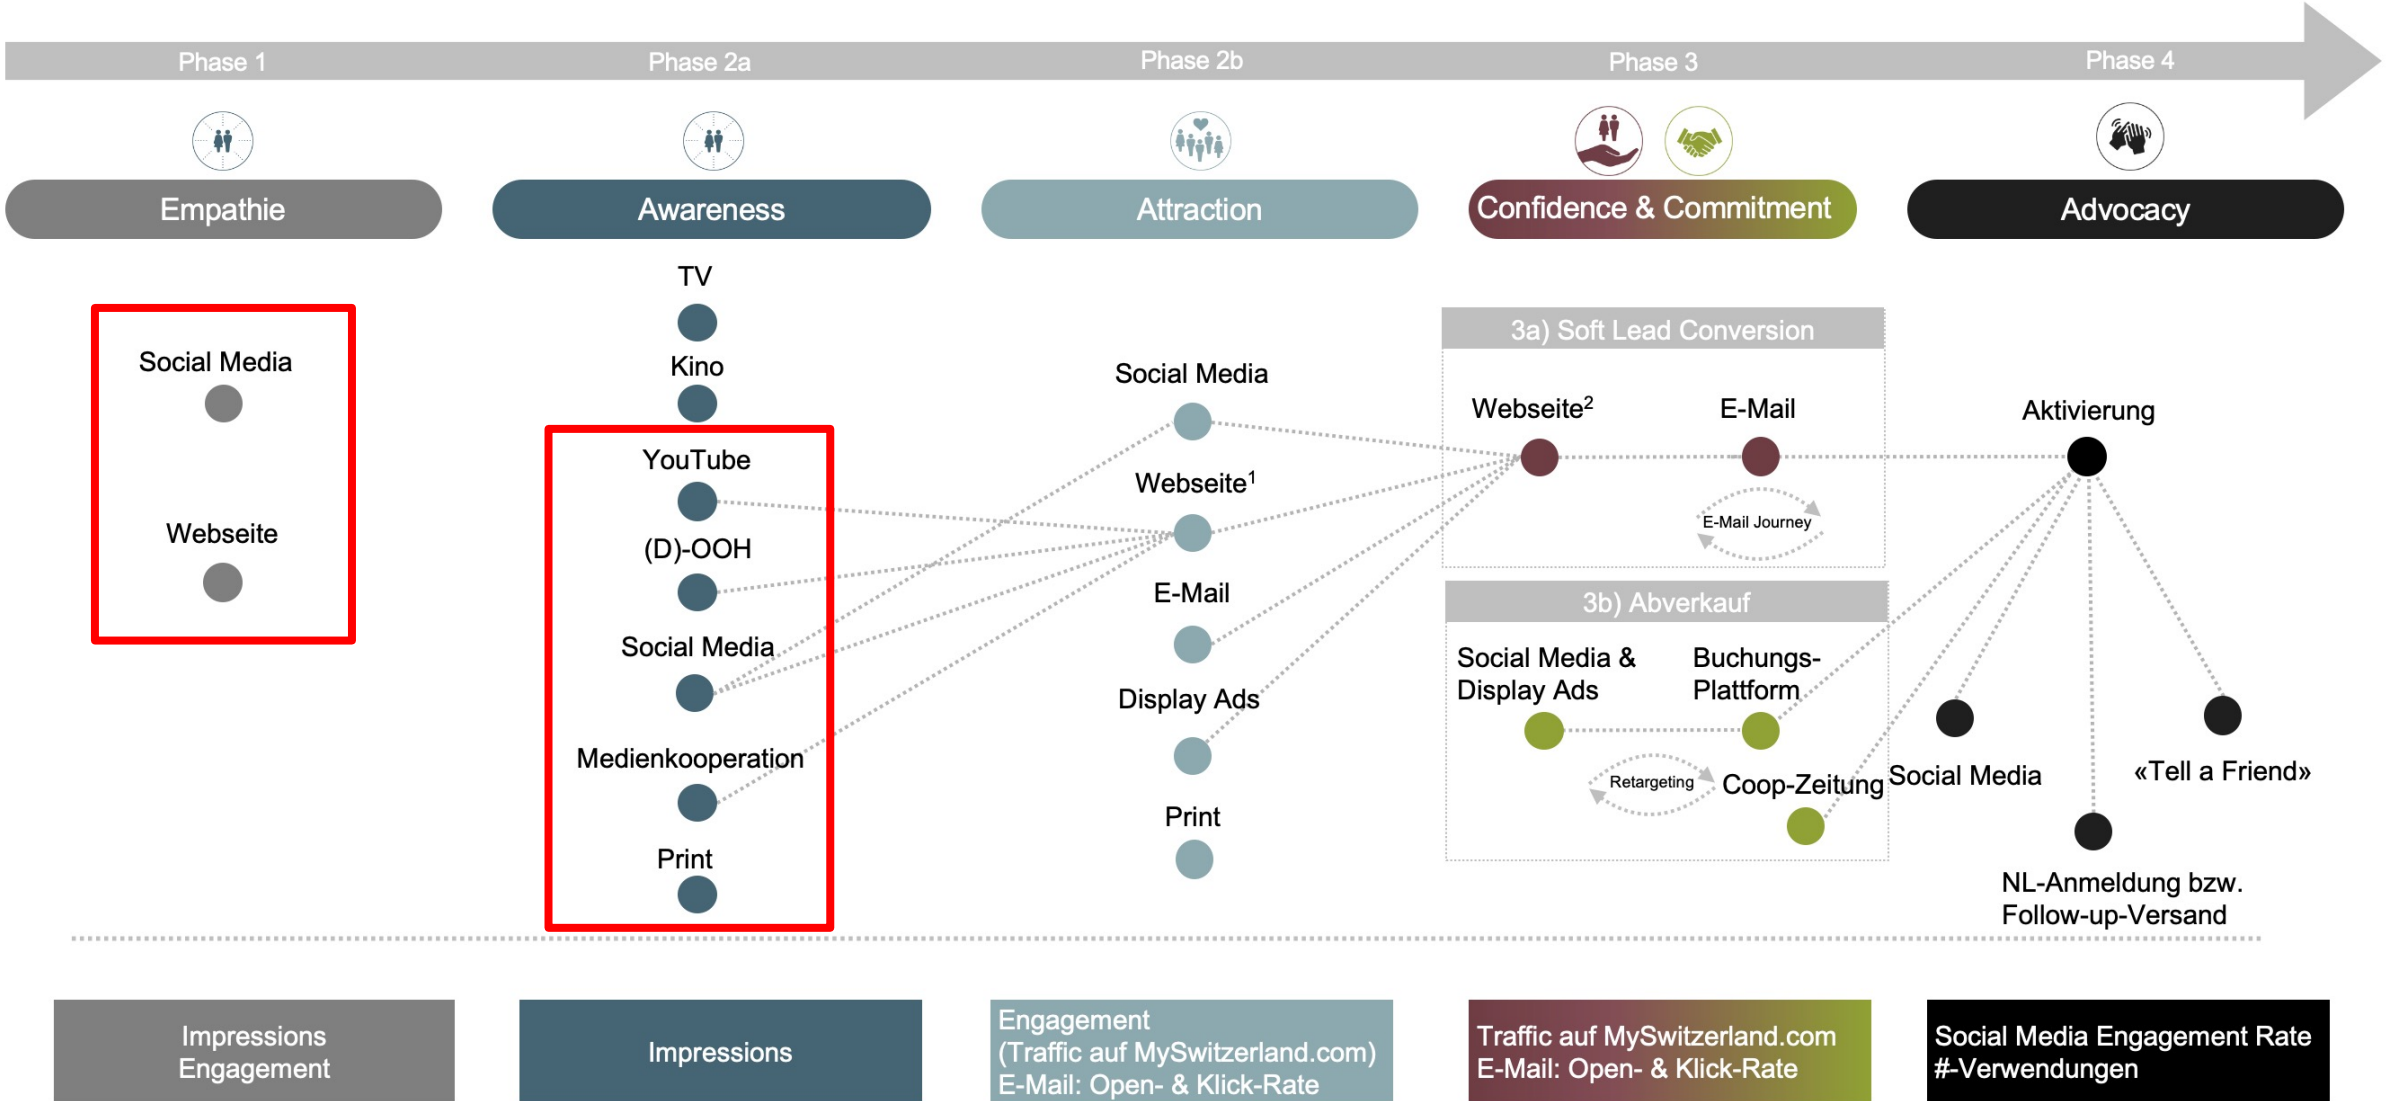 Phase 1
Phase 2a
Phase 2b
Phase 3
Phase 4
Empathie
Awareness
Attraction
Confidence & Commitment
Advocacy
Social Media
Webseite
TV
Kino
YouTube
(D)-OOH
Social Media
Medienkooperation
Print
Social Media
Webseite¹
E-Mail
Display Ads
Print
3a) Soft Lead Conversion
Webseite²
E-Mail
E-Mail Journey
3b) Abverkauf
Social Media &
Display Ads
Buchungs-
Plattform
Retargeting
Coop-Zeitung
Aktivierung
Social Media
«Tell a Friend»
NL-Anmeldung bzw.
Follow-up-Versand
Impressions
Engagement
Impressions
Engagement
(Traffic auf MySwitzerland.com)
E-Mail: Open- & Klick-Rate
Traffic auf MySwitzerland.com
E-Mail: Open- & Klick-Rate
Social Media Engagement Rate
#-Verwendungen